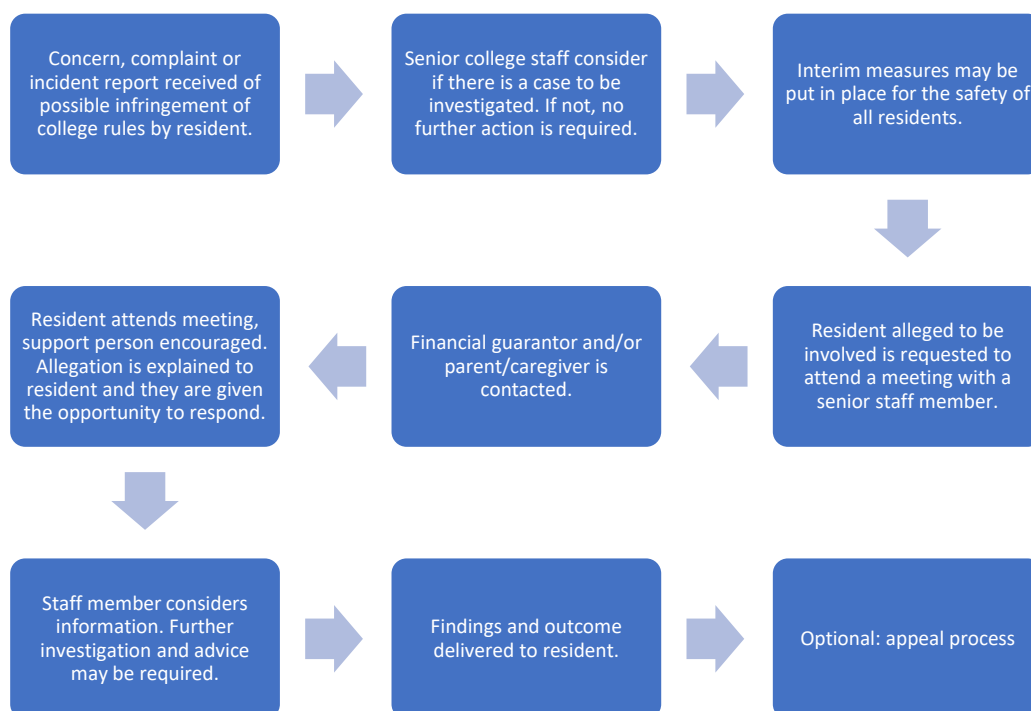 Concern, complaint or
incident report received of
possible infringement of
college rules by resident.
Senior college staff consider
if there is a case to be
investigated. If not, no
further action is required.
Interim measures may be
put in place for the safety of
all residents.
Resident alleged to be
involved is requested to
attend a meeting with a
senior staff member.
Financial guarantor and/or
parent/caregiver is
contacted.
Resident attends meeting,
support person encouraged.
Allegation is explained to
resident and they are given
the opportunity to respond.
Staff member considers
information. Further
investigation and advice
may be required.
Findings and outcome
delivered to resident.
Optional: appeal process